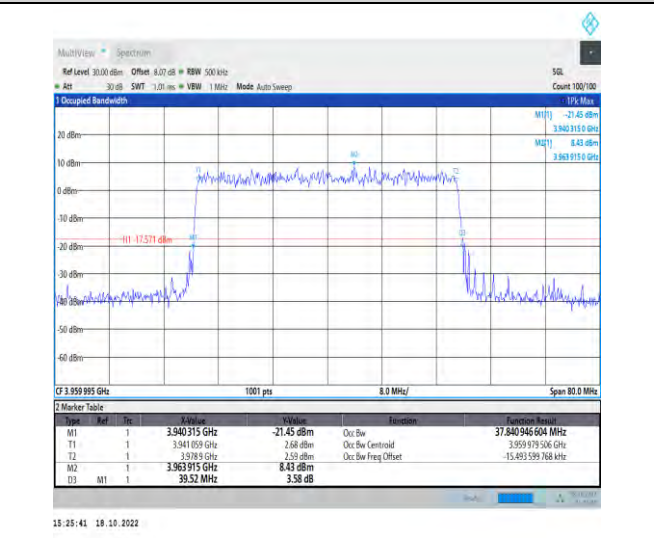 MultiView Spectrum
Ref Level 30.00 dBm Offset 8.07 dB RBW 500 kHz SGL
Att 30 dB SWT 1.01 ms VBW 1 MHz Mode Auto Sweep Count 100/100
1 Occupied Bandwidth 1Pk Max
M1[1] -21.45 dBm
3.940 315 0 GHz
M2[1] 8.43 dBm
3.963 915 0 GHz
20 dBm
10 dBm
M2
T1 T2
0 dBm
-10 dBm
H1 -17.571 dBm M1 D3
-20 dBm
-30 dBm
-40 dBm
-50 dBm
-60 dBm
CF 3.959 995 GHz 1001 pts 8.0 MHz/ Span 80.0 MHz
2 Marker Table
Type Ref Trc X-Value Y-Value Function Function Result
M1 1 3.940 315 GHz -21.45 dBm Occ Bw 37.840 946 604 MHz
T1 1 3.941 059 GHz 2.68 dBm Occ Bw Centroid 3.959 979 506 GHz
T2 1 3.978 9 GHz 2.59 dBm Occ Bw Freq Offset -15.493 599 768 kHz
M2 1 3.963 915 GHz 8.43 dBm
D3 M1 1 39.52 MHz 3.58 dB
15:25:41 18.10.2022